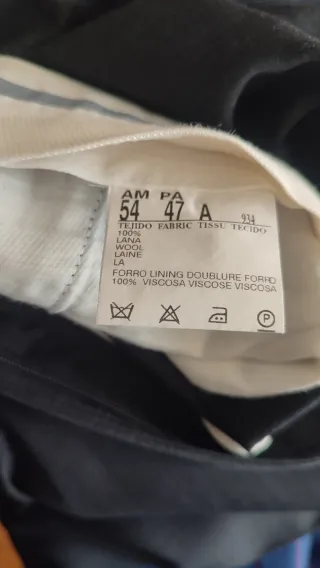 AM PA
54 47 A 934
TEJIDO FABRIC TISSU TECIDO
100%
LANA
WOOL
LAINE
LA
FORRO LINING DOUBLURE FORRO
100% VISCOSA VISCOSE VISCOSA
P